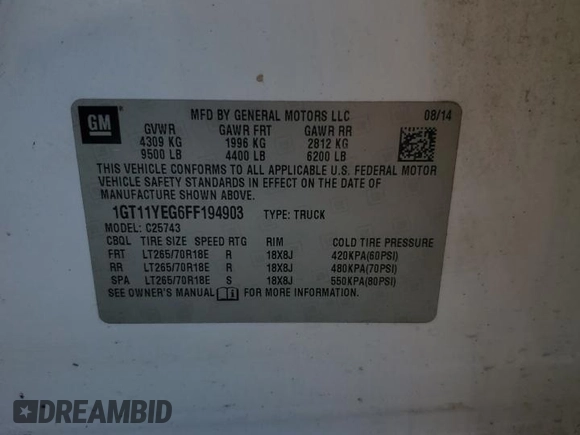 GM
MFD BY GENERAL MOTORS LLC 08/14
GVWR GAWR FRT GAWR RR
4309 KG 1996 KG 2812 KG
9500 LB 4400 LB 6200 LB
THIS VEHICLE CONFORMS TO ALL APPLICABLE U.S. FEDERAL MOTOR
VEHICLE SAFETY STANDARDS IN EFFECT ON THE DATE OF
MANUFACTURE SHOWN ABOVE.
1GT11YEG6FF194903 TYPE: TRUCK
MODEL: C25743
CBQL TIRE SIZE SPEED RTG RIM COLD TIRE PRESSURE
FRT LT265/70R18E R 18X8J 420KPA(60PSI)
RR LT265/70R18E R 18X8J 480KPA(70PSI)
SPA LT265/70R18E S 18X8J 550KPA(80PSI)
SEE OWNER'S MANUAL FOR MORE INFORMATION.
DREAMBID